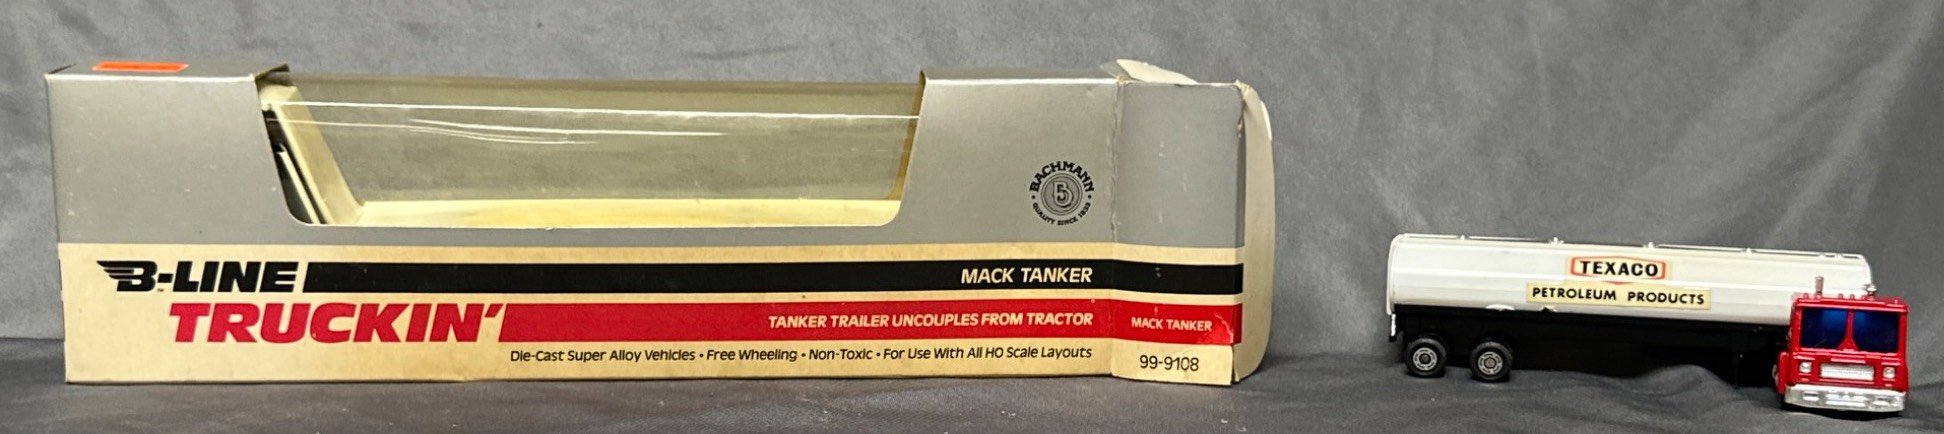 BACHMANN
B
QUALITY SINCE 1833
B-LINE
TRUCKIN'
MACK TANKER
TANKER TRAILER UNCOUPLES FROM TRACTOR
Die-Cast Super Alloy Vehicles • Free Wheeling • Non-Toxic • For Use With All HO Scale Layouts
MACK TANKER
99-9108
TEXACO
PETROLEUM PRODUCTS